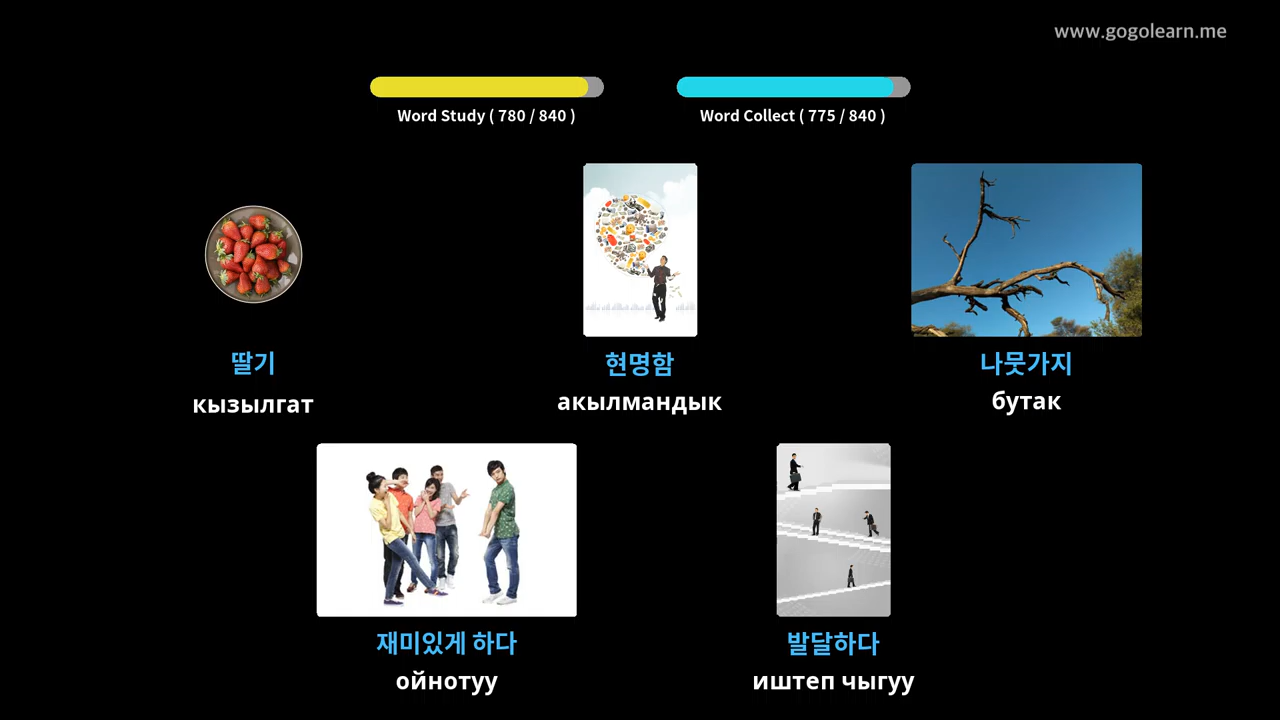 www.gogolearn.me
Word Study ( 780 / 840 )
Word Collect ( 775 / 840 )
딸기
현명함
나뭇가지
кызылгат
акылмандык
бутак
재미있게 하다
발달하다
ойнотуу
иштеп чыгуу